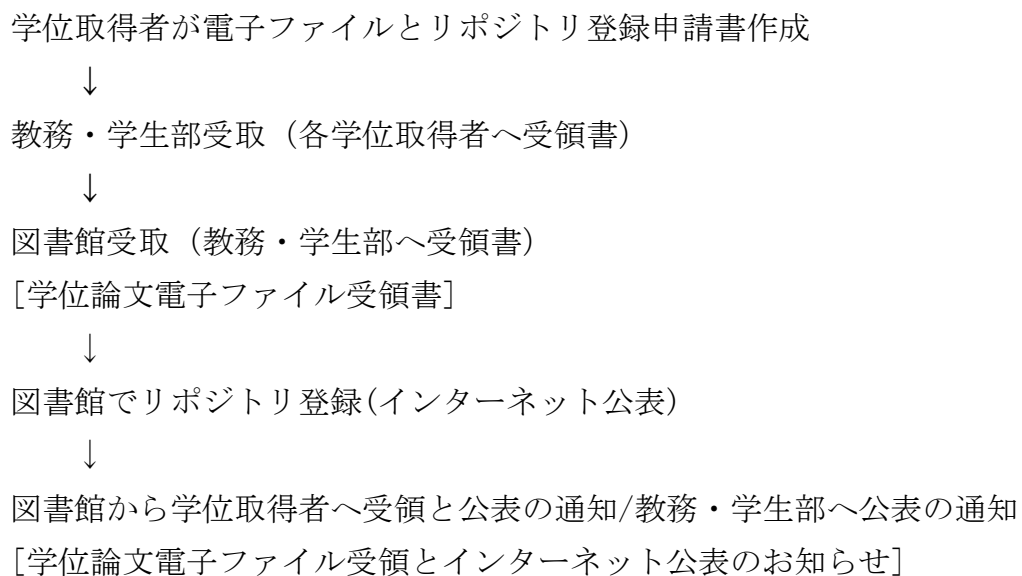 学位取得者が電子ファイルとリポジトリ登録申請書作成
↓
教務・学生部受取（各学位取得者へ受領書）
↓
図書館受取（教務・学生部へ受領書）
[学位論文電子ファイル受領書]
↓
図書館でリポジトリ登録(インターネット公表)
↓
図書館から学位取得者へ受領と公表の通知/教務・学生部へ公表の通知
[学位論文電子ファイル受領とインターネット公表のお知らせ]